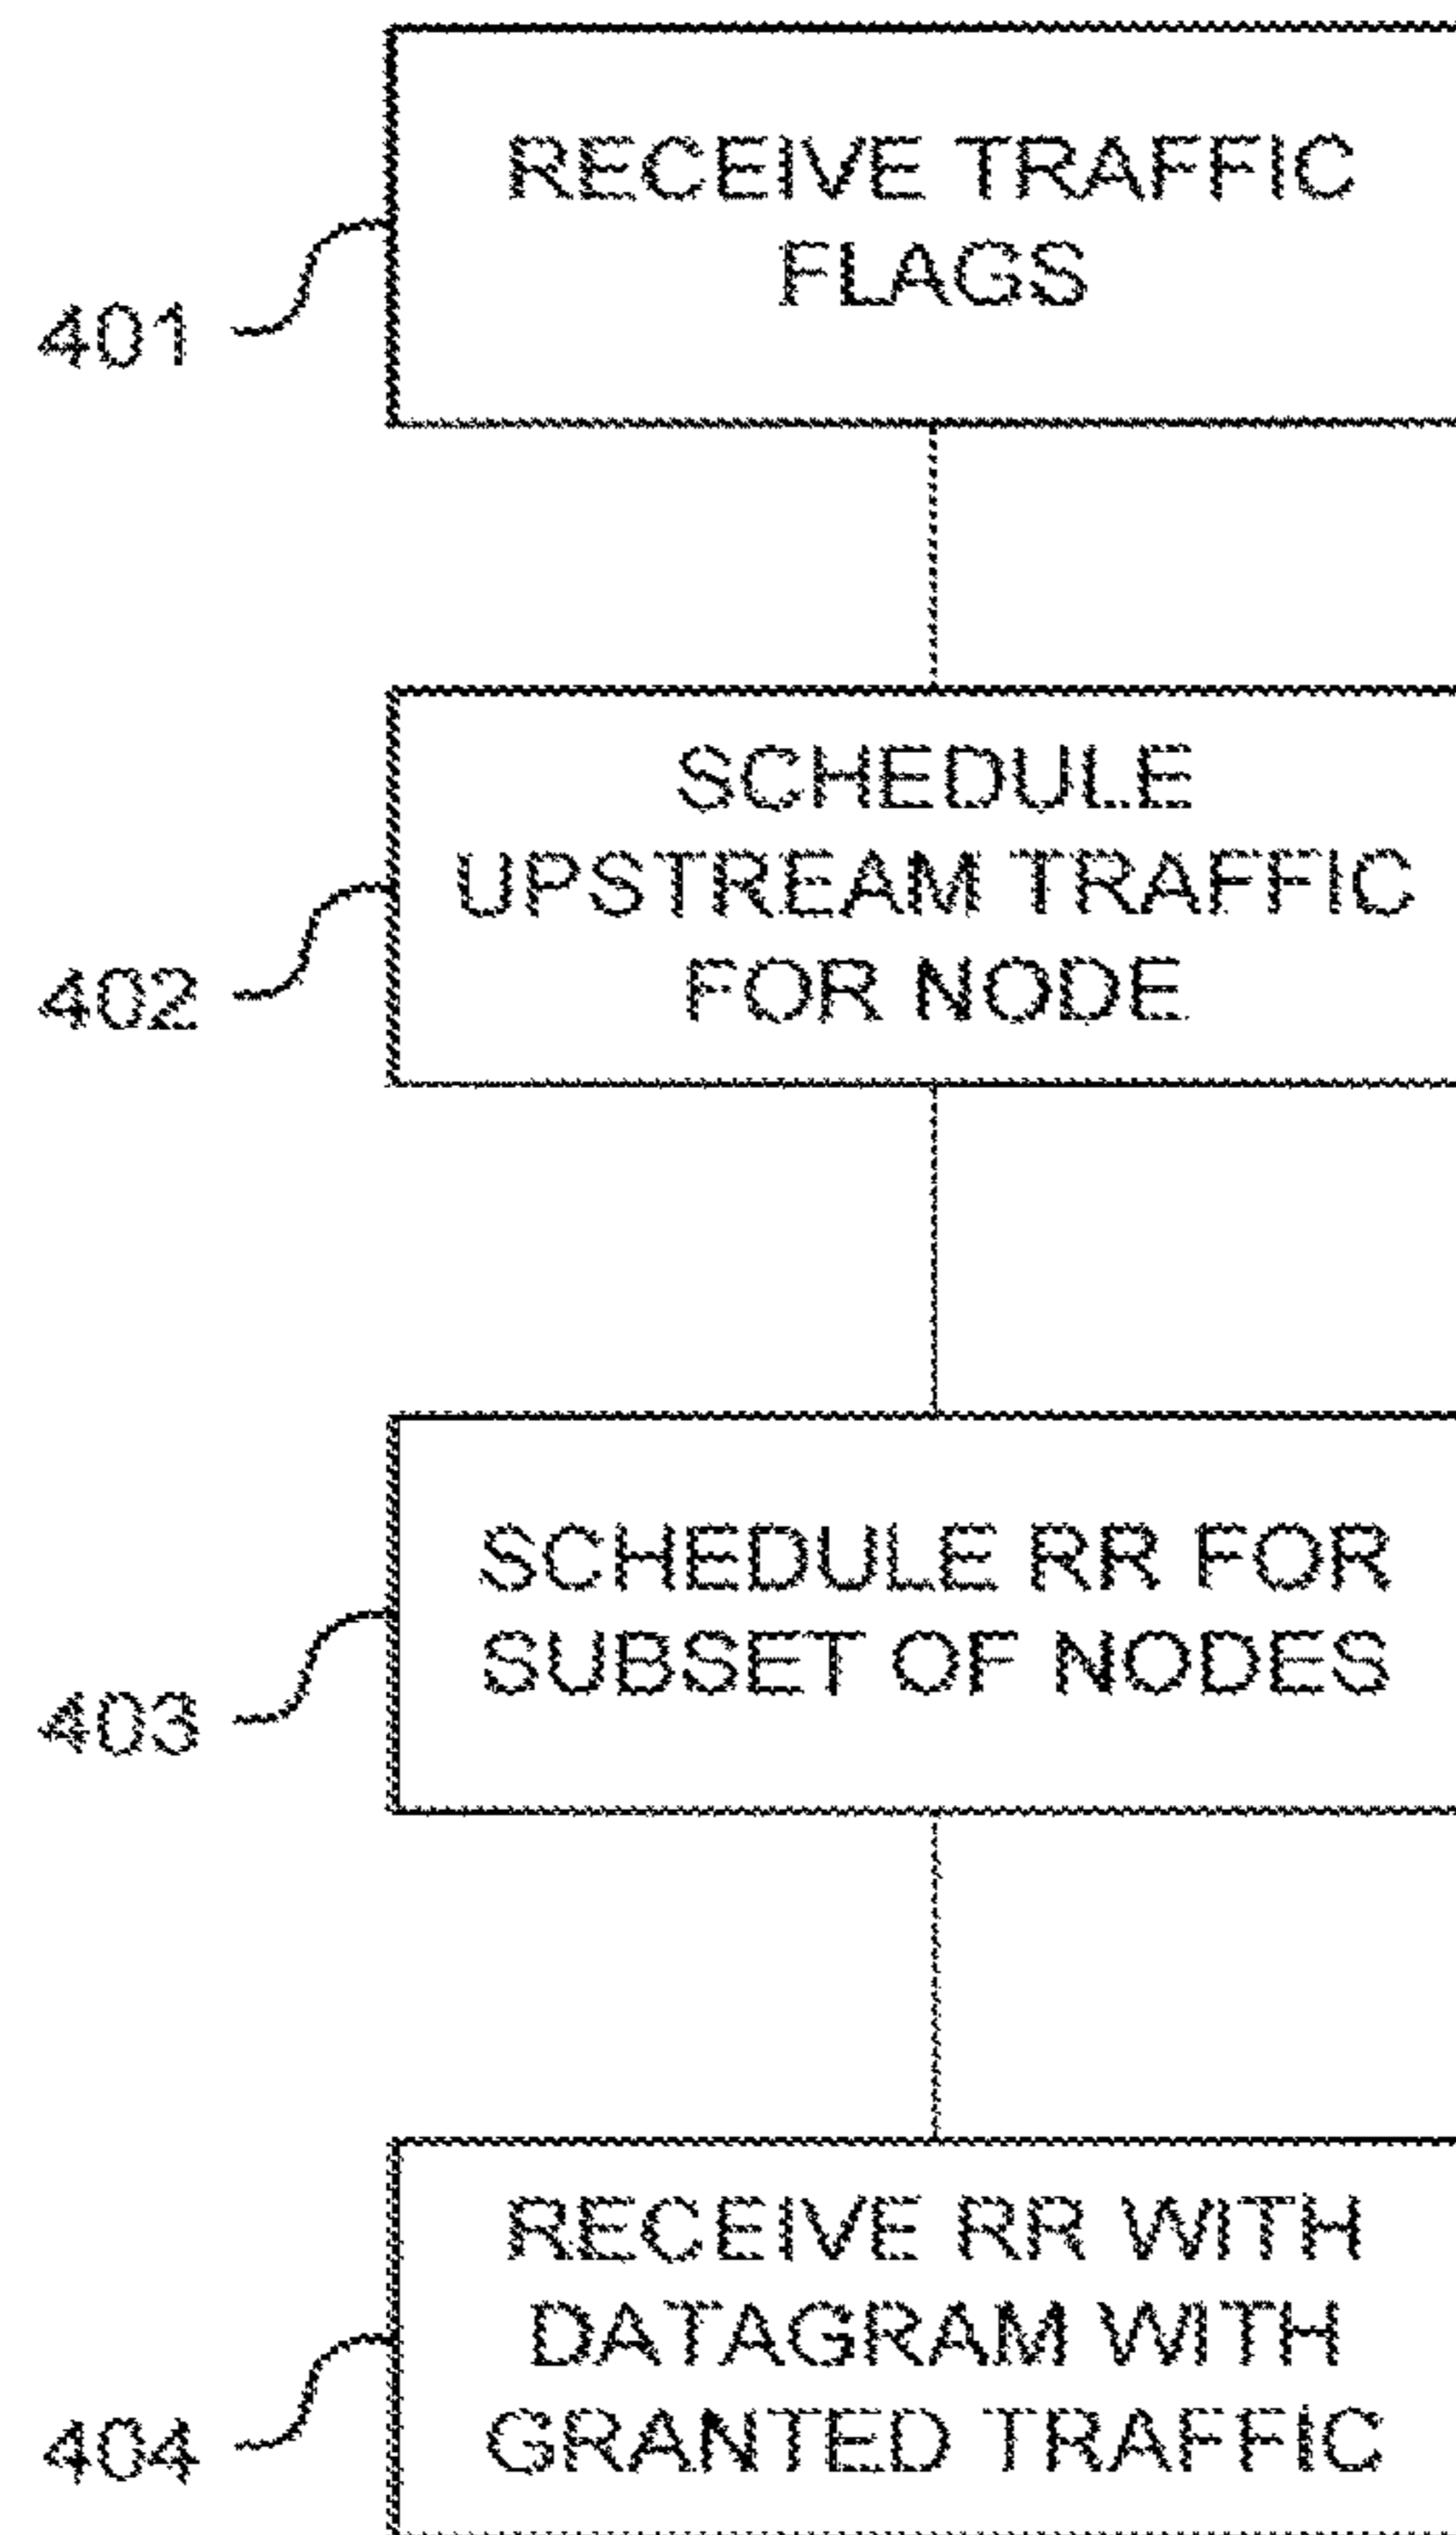 RECEIVE TRAFFIC
FLAGS
401
SCHEDULE
UPSTREAM TRAFFIC
FOR NODE
402
SCHEDULE RR FOR
SUBSET OF NODES
403
RECEIVE RR WITH
DATAGRAM WITH
GRANTED TRAFFIC
404